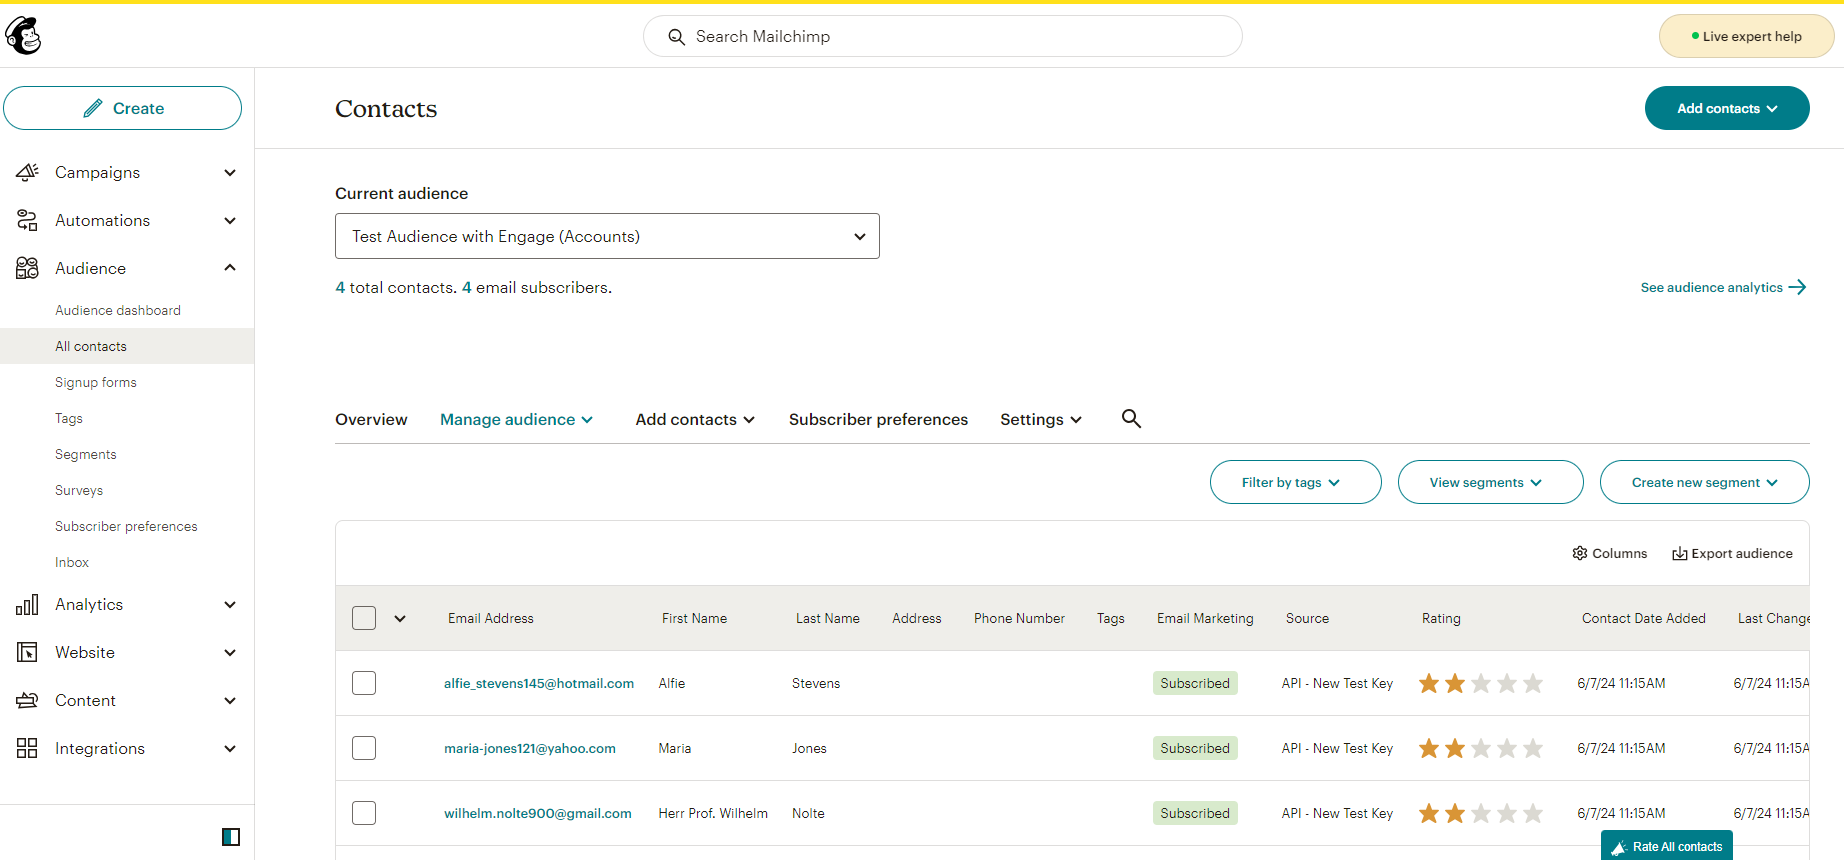 Search Mailchimp
Live expert help
Create
Contacts
Add contacts
Campaigns
Automations
Audience
Audience dashboard
All contacts
Signup forms
Tags
Segments
Surveys
Subscriber preferences
Inbox
Analytics
Website
Content
Integrations
Current audience
Test Audience with Engage (Accounts)
4 total contacts. 4 email subscribers.
See audience analytics
Overview Manage audience Add contacts Subscriber preferences Settings
Filter by tags View segments Create new segment
Columns Export audience
Email Address First Name Last Name Address Phone Number Tags Email Marketing Source Rating Contact Date Added Last Change
alfie_stevens145@hotmail.com Alfie Stevens Subscribed API - New Test Key 6/7/24 11:15AM 6/7/24 11:15A
maria-jones121@yahoo.com Maria Jones Subscribed API - New Test Key 6/7/24 11:15AM 6/7/24 11:15A
wilhelm.nolte900@gmail.com Herr Prof. Wilhelm Nolte Subscribed API - New Test Key 6/7/24 11:15AM 6/7/24 11:15A
Rate All contacts